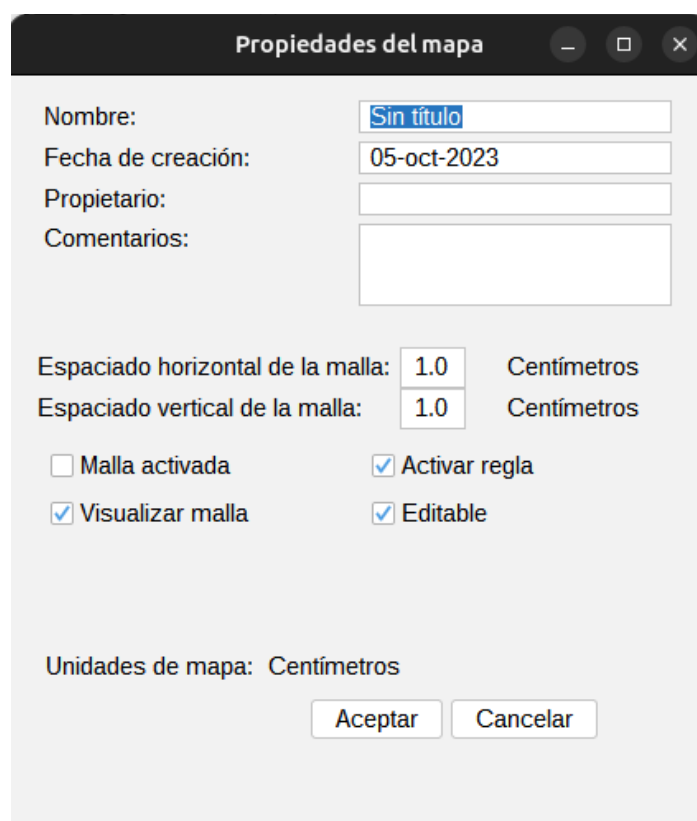 Propiedades del mapa
Nombre: Sin título
Fecha de creación: 05-oct-2023
Propietario:
Comentarios:
Espaciado horizontal de la malla: 1.0 Centímetros
Espaciado vertical de la malla: 1.0 Centímetros
Malla activada Activar regla
Visualizar malla Editable
Unidades de mapa: Centímetros
Aceptar Cancelar